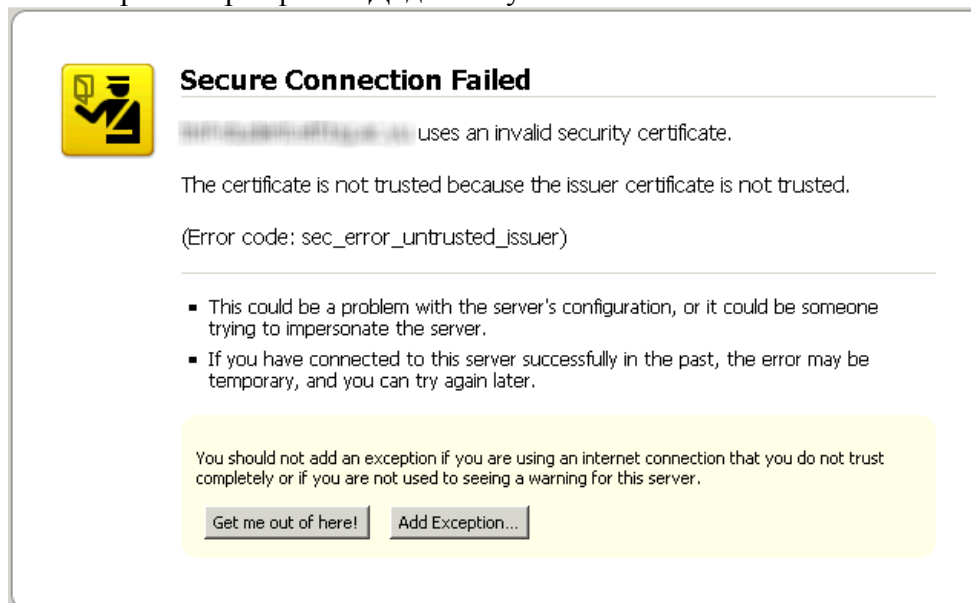 Secure Connection Failed
uses an invalid security certificate.
The certificate is not trusted because the issuer certificate is not trusted.
(Error code: sec_error_untrusted_issuer)
This could be a problem with the server's configuration, or it could be someone
trying to impersonate the server.
If you have connected to this server successfully in the past, the error may be
temporary, and you can try again later.
You should not add an exception if you are using an internet connection that you do not trust
completely or if you are not used to seeing a warning for this server.
Get me out of here! Add Exception...